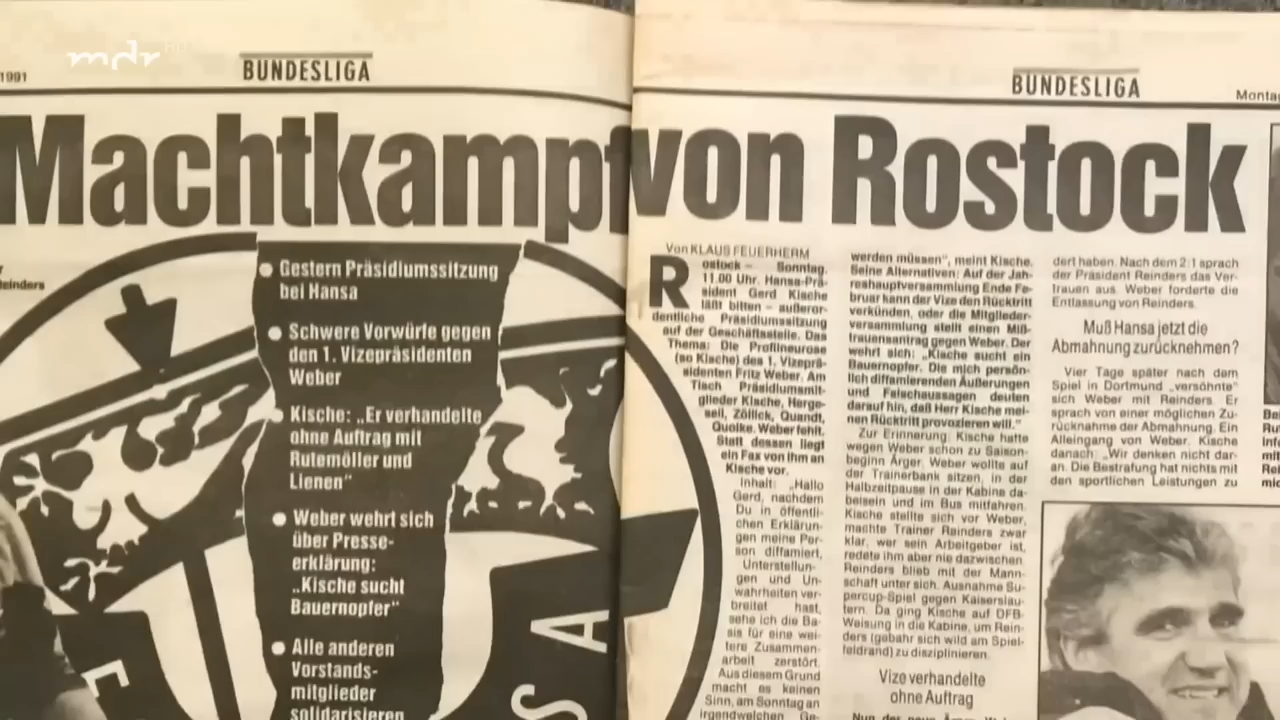 mdr HD
1991
BUNDESLIGA
BUNDESLIGA
Machtkampf von Rostock
einders
Gestern Präsidiumssitzung
bei Hansa
Schwere Vorwürfe gegen
den 1. Vizepräsidenten
Weber
Kische: „Er verhandelte
ohne Auftrag mit
Rutemöller und
Lienen"
Weber wehrt sich
über Presse-
erklärung:
„Kische sucht
Bauernopfer"
Alle anderen
Vorstands-
mitglieder
solidarisieren
SA
Von KLAUS FEUERHERM
Rostock – Sonntag,
11.00 Uhr. Hansa-Prä-
sident Gerd Kische
läßt bitten – außeror-
dentliche Präsidiumssitzung
auf der Geschäftsstelle. Das
Thema: Die Profilneurose
(so Kische) des 1. Vizeprä-
sidenten Fritz Weber. Am
Tisch Präsidiumsmit-
glieder Kische, Herge-
sell, Zöllick, Quandt,
Quolke. Weber fehlt.
Statt dessen liegt
ein Fax von ihm an
Kische vor.
Inhalt: „Hallo
Gerd, nachdem
Du in öffentli-
chen Erklärun-
gen meine Per-
son diffamiert,
Unterstellun-
gen und Un-
wahrheiten ver-
breitet hast,
sehe ich die Ba-
sis für eine wei-
tere Zusammen-
arbeit zerstört.
Aus diesem Grund
macht es keinen
Sinn, am Sonntag an
irgendwelchen Ge-
werden müssen", meint Kische.
Seine Alternativen: Auf der Jah-
reshauptversammlung Ende Fe-
bruar kann der Vize den Rücktritt
verkünden, oder die Mitglieder-
versammlung stellt einen Miß-
trauensantrag gegen Weber. Der
wehrt sich: „Kische sucht ein
Bauernopfer. Die mich persön-
lich diffamierenden Äußerungen
und Falschaussagen deuten
darauf hin, daß Herr Kische mei-
nen Rücktritt provozieren will."
Zur Erinnerung: Kische hatte
wegen Weber schon zu Saison-
beginn Ärger. Weber wollte auf
der Trainerbank sitzen, in der
Halbzeitpause in der Kabine da-
beisein und im Bus mitfahren.
Kische stellte sich vor Weber,
machte Trainer Reinders zwar
klar, wer sein Arbeitgeber ist,
redete ihm aber nie dazwischen
Reinders blieb mit der Mann-
schaft unter sich. Ausnahme Su-
percup-Spiel gegen Kaiserslau-
tern. Da ging Kische auf DFB-
Weisung in die Kabine, um Rein-
ders (gebahr sich wild am Spiel-
feldrand) zu disziplinieren.
Vize verhandelte
ohne Auftrag
dert haben. Nach dem 2:1 sprach
der Präsident Reinders das Ver-
trauen aus. Weber forderte die
Entlassung von Reinders.
Muß Hansa jetzt die
Abmahnung zurücknehmen?
Vier Tage später nach dem
Spiel in Dortmund „versöhnte"
sich Weber mit Reinders. Er
sprach von einer möglichen Zu-
rücknahme der Abmahnung. Ein
Alleingang von Weber. Kische
danach: „Wir denken nicht dar-
an. Die Bestrafung hat nichts mit
den sportlichen Leistungen zu
Monta